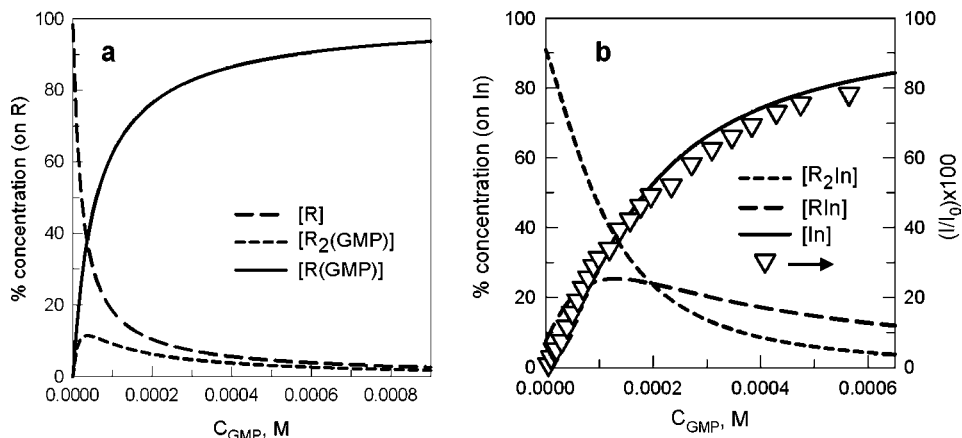 a
% concentration (on R)
100
80
60
40
20
0
[R]
[R2(GMP)]
[R(GMP)]
0.0000 0.0002 0.0004 0.0006 0.0008
CGMP, M
b
% concentration (on In)
100
80
60
40
20
0
[R2In]
[RIn]
[In]
100
80
60
40
20
0
(I/I0)x100
0.0000 0.0002 0.0004 0.0006
CGMP, M